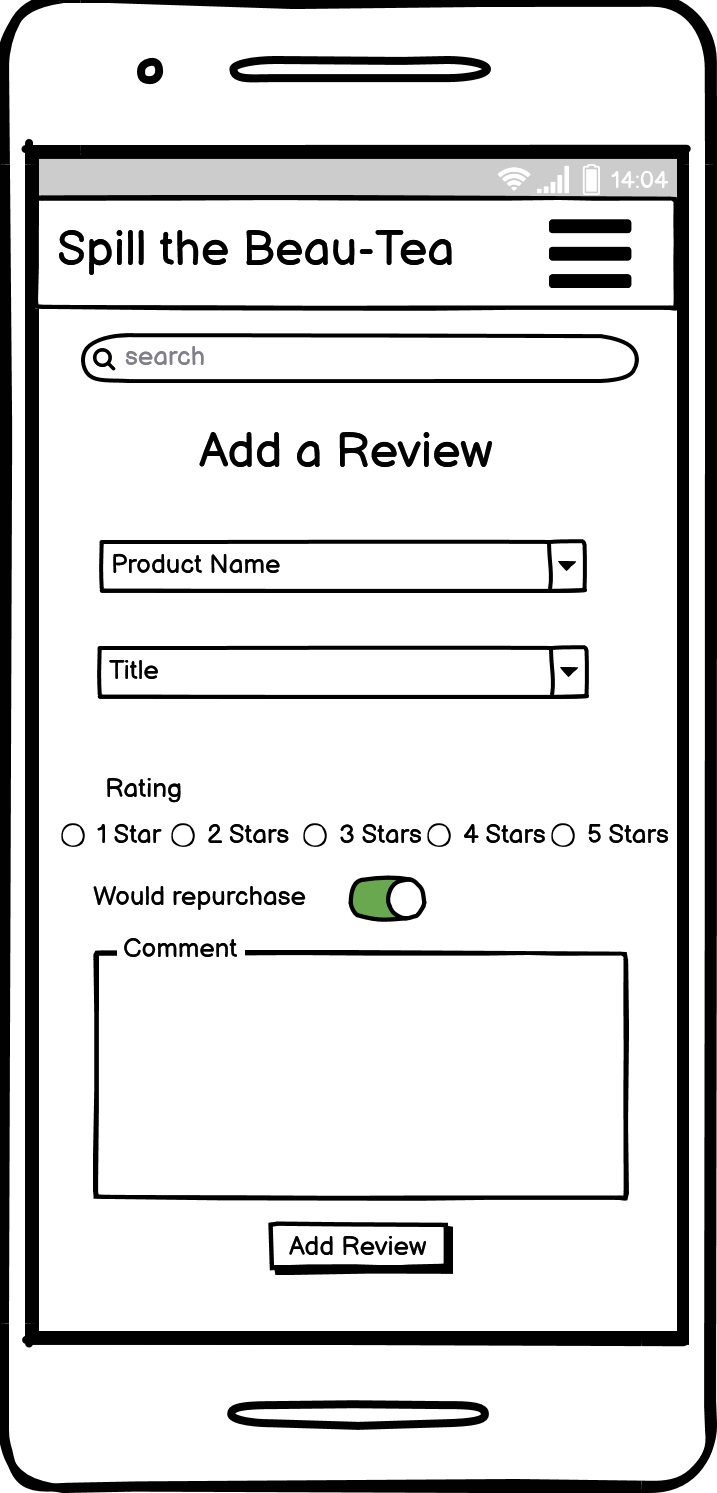 14:04
Spill the Beau-Tea
search
Add a Review
Product Name
Title
Rating
1 Star 2 Stars 3 Stars 4 Stars 5 Stars
Would repurchase
Comment
Add Review